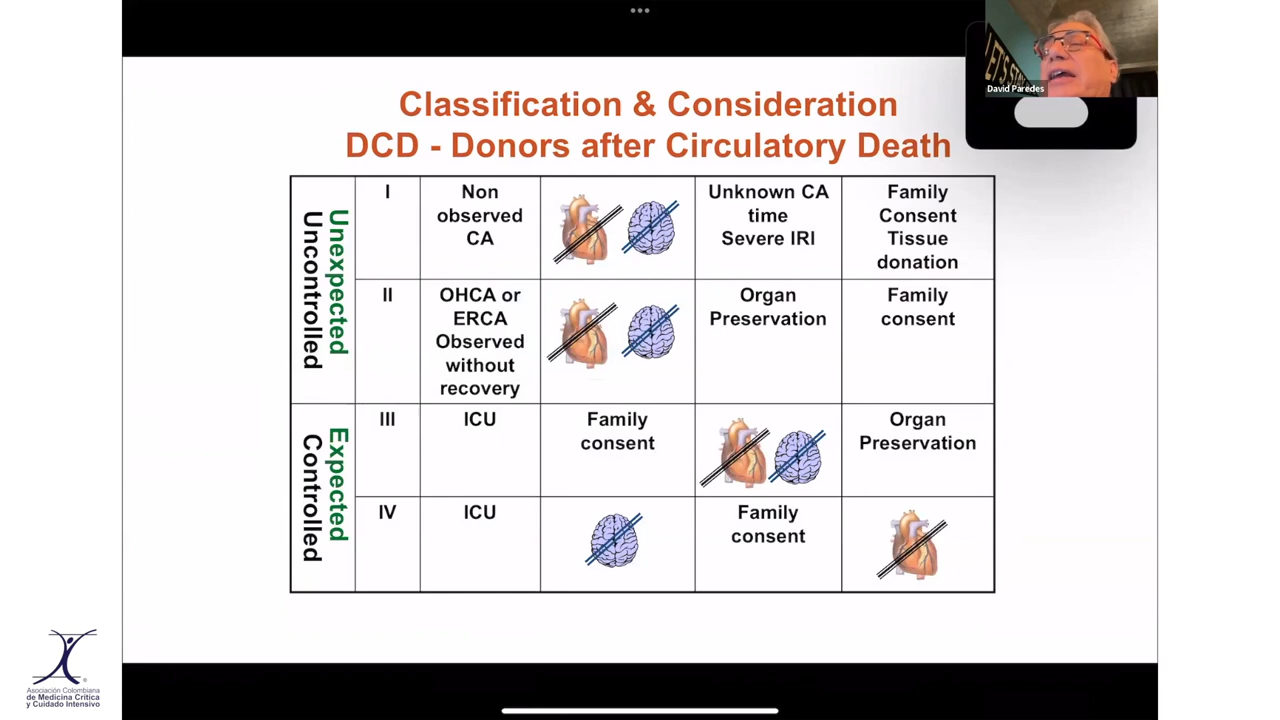 LET'S STA
David Paredes
Classification & Consideration
DCD - Donors after Circulatory Death
Unexpected
Uncontrolled
I
Non
observed
CA
Unknown CA
time
Severe IRI
Family
Consent
Tissue
donation
II
OHCA or
ERCA
Observed
without
recovery
Organ
Preservation
Family
consent
Expected
Controlled
III
ICU
Family
consent
Organ
Preservation
IV
ICU
Family
consent
Asociación Colombiana
de Medicina Crítica
y Cuidado Intensivo